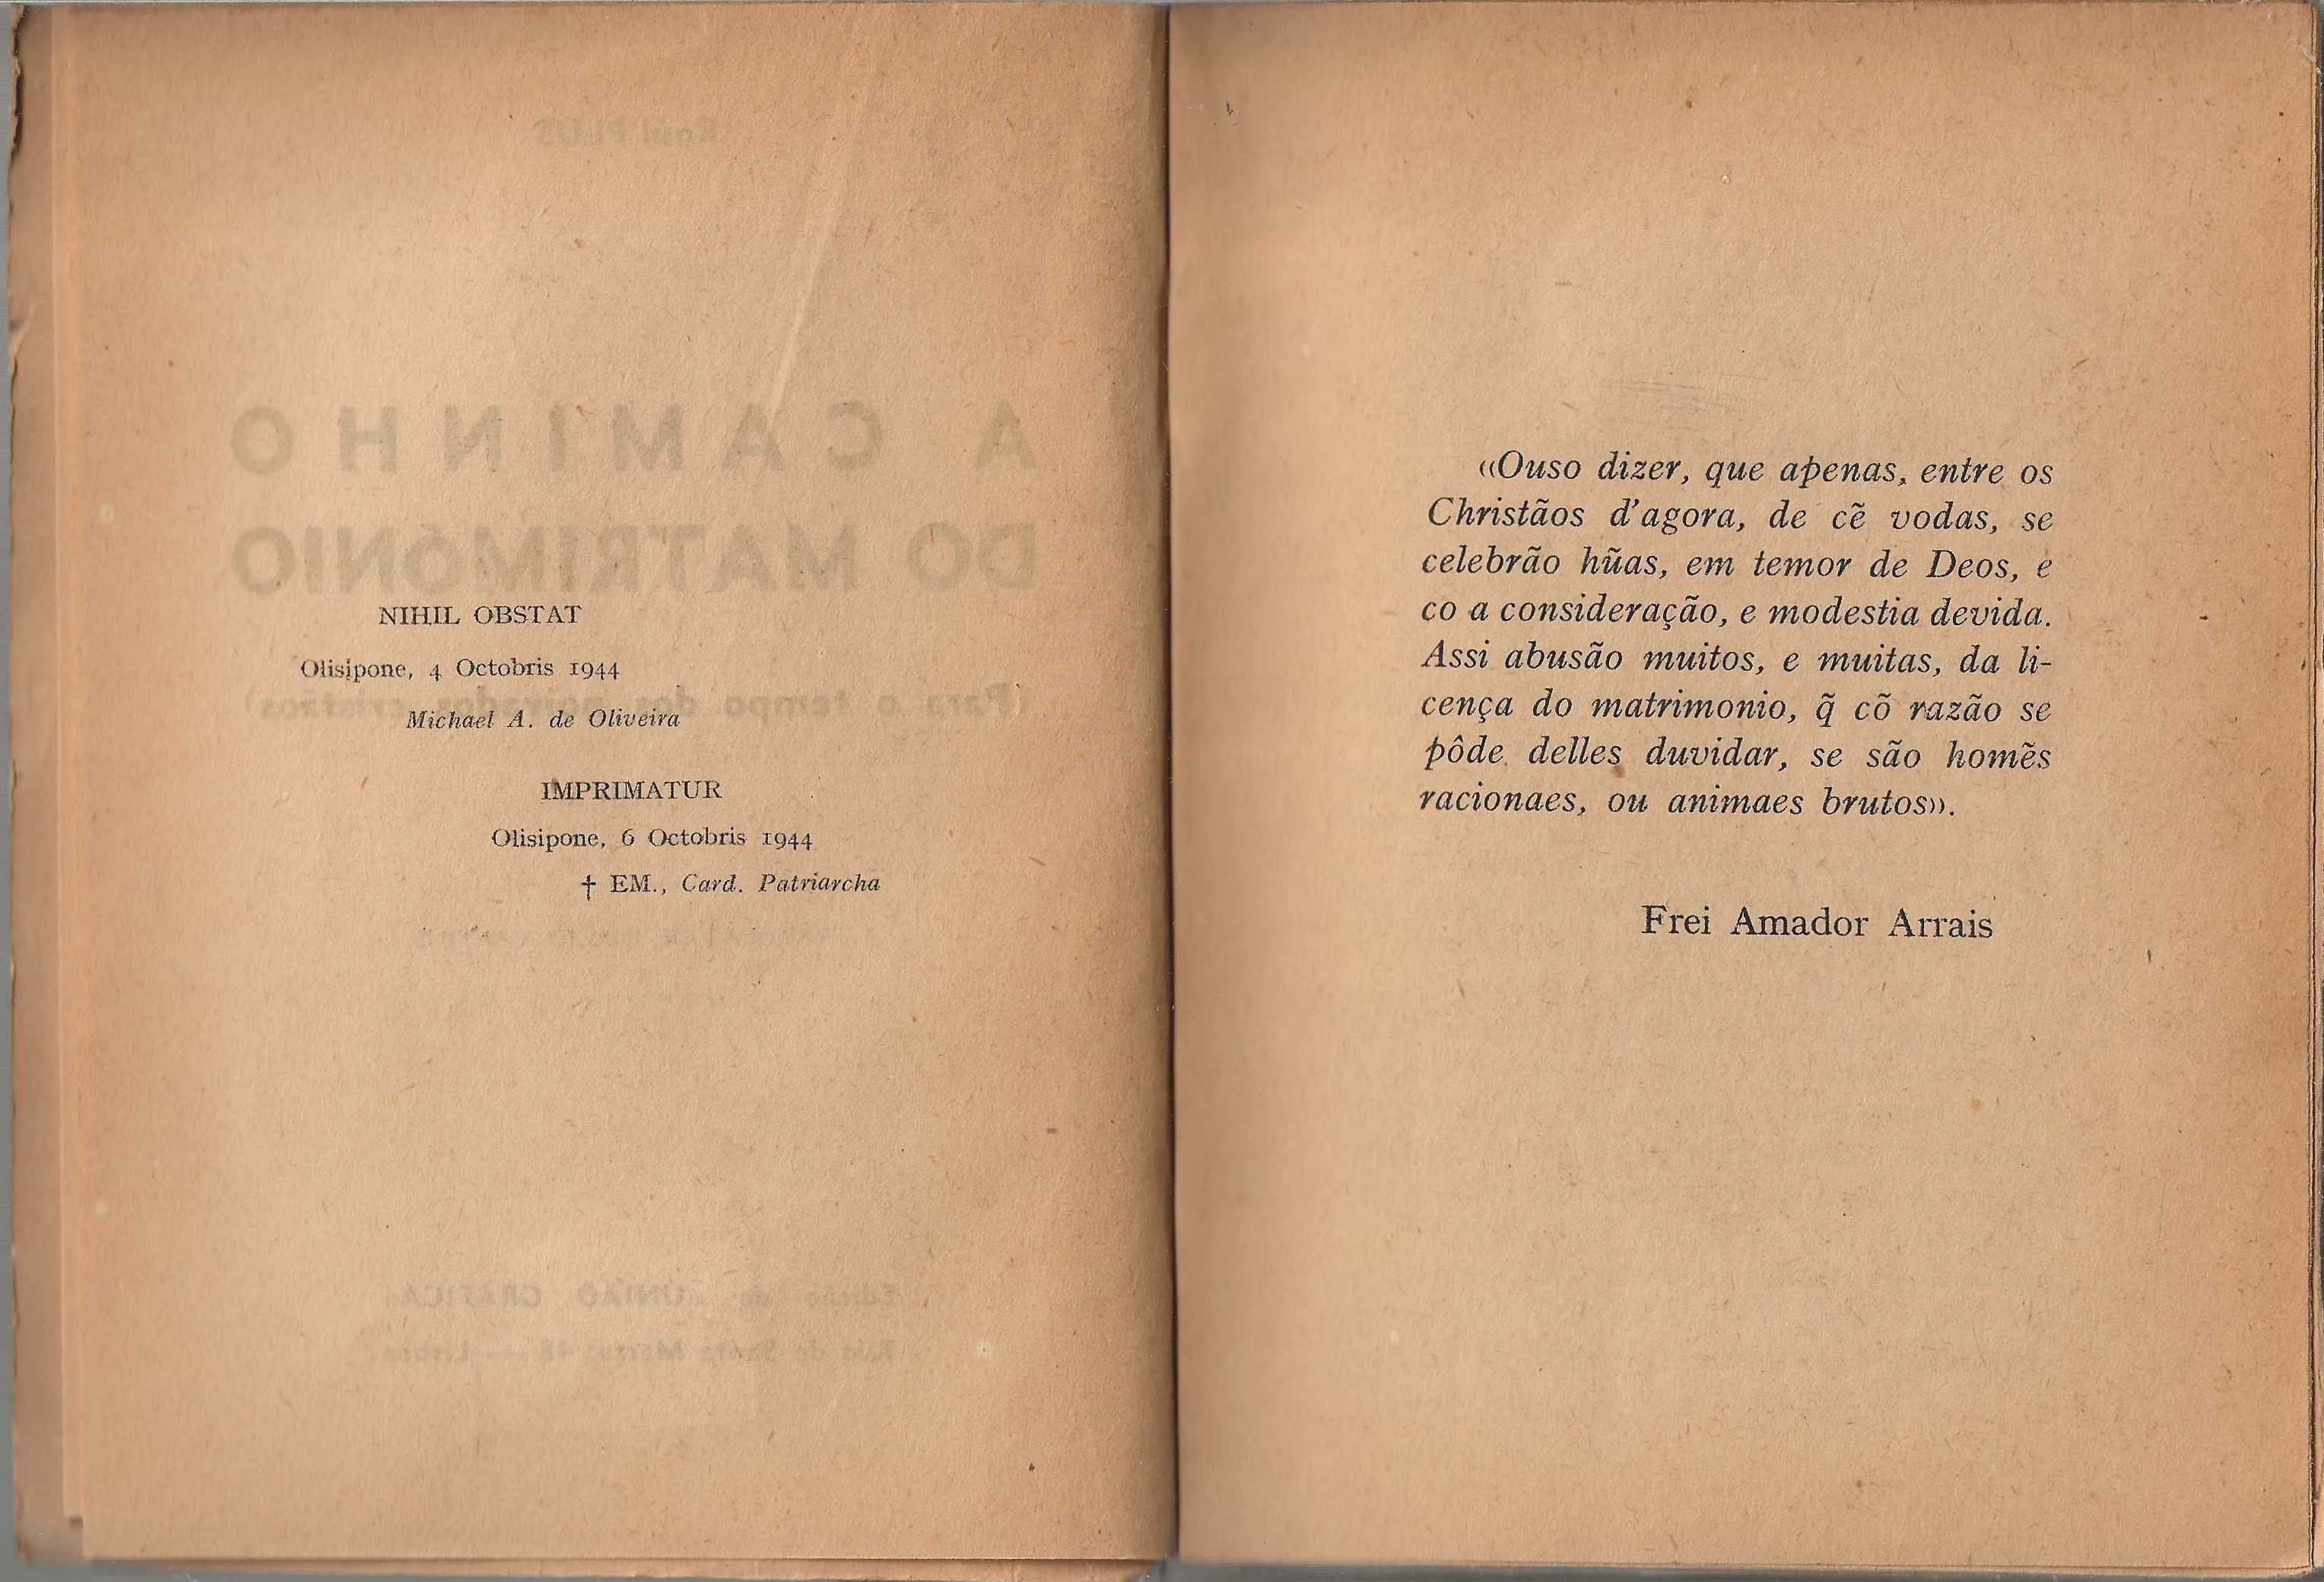 NIHIL OBSTAT
Olisipone, 4 Octobris 1944
Michael A. de Oliveira
IMPRIMATUR
Olisipone, 6 Octobris 1944
† EM., Card. Patriarcha
«Ouso dizer, que apenas, entre os
Christãos d'agora, de cẽ vodas, se
celebrão hũas, em temor de Deos, e
co a consideração, e modestia devida.
Assi abusão muitos, e muitas, da li-
cença do matrimonio, q̃ cõ razão se
pôde delles duvidar, se são homẽs
racionaes, ou animaes brutos».
Frei Amador Arrais